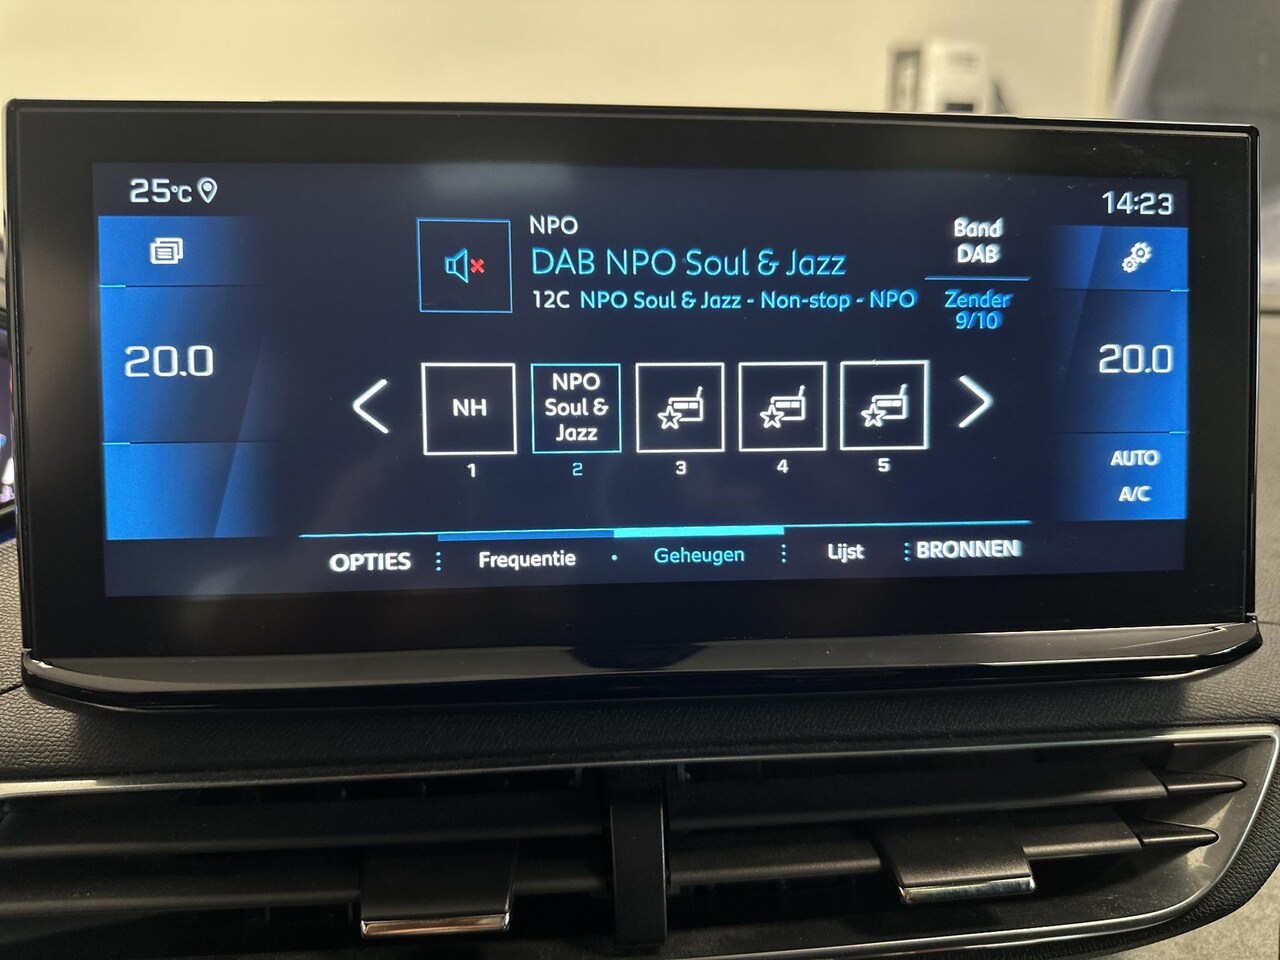 25°C
14:23
NPO
DAB NPO Soul & Jazz
12C NPO Soul & Jazz - Non-stop - NPO
Band
DAB
Zender
9/10
20.0
20.0
NH
NPO
Soul &
Jazz
1
2
3
4
5
AUTO
A/C
OPTIES
Frequentie
Geheugen
Lijst
BRONNEN